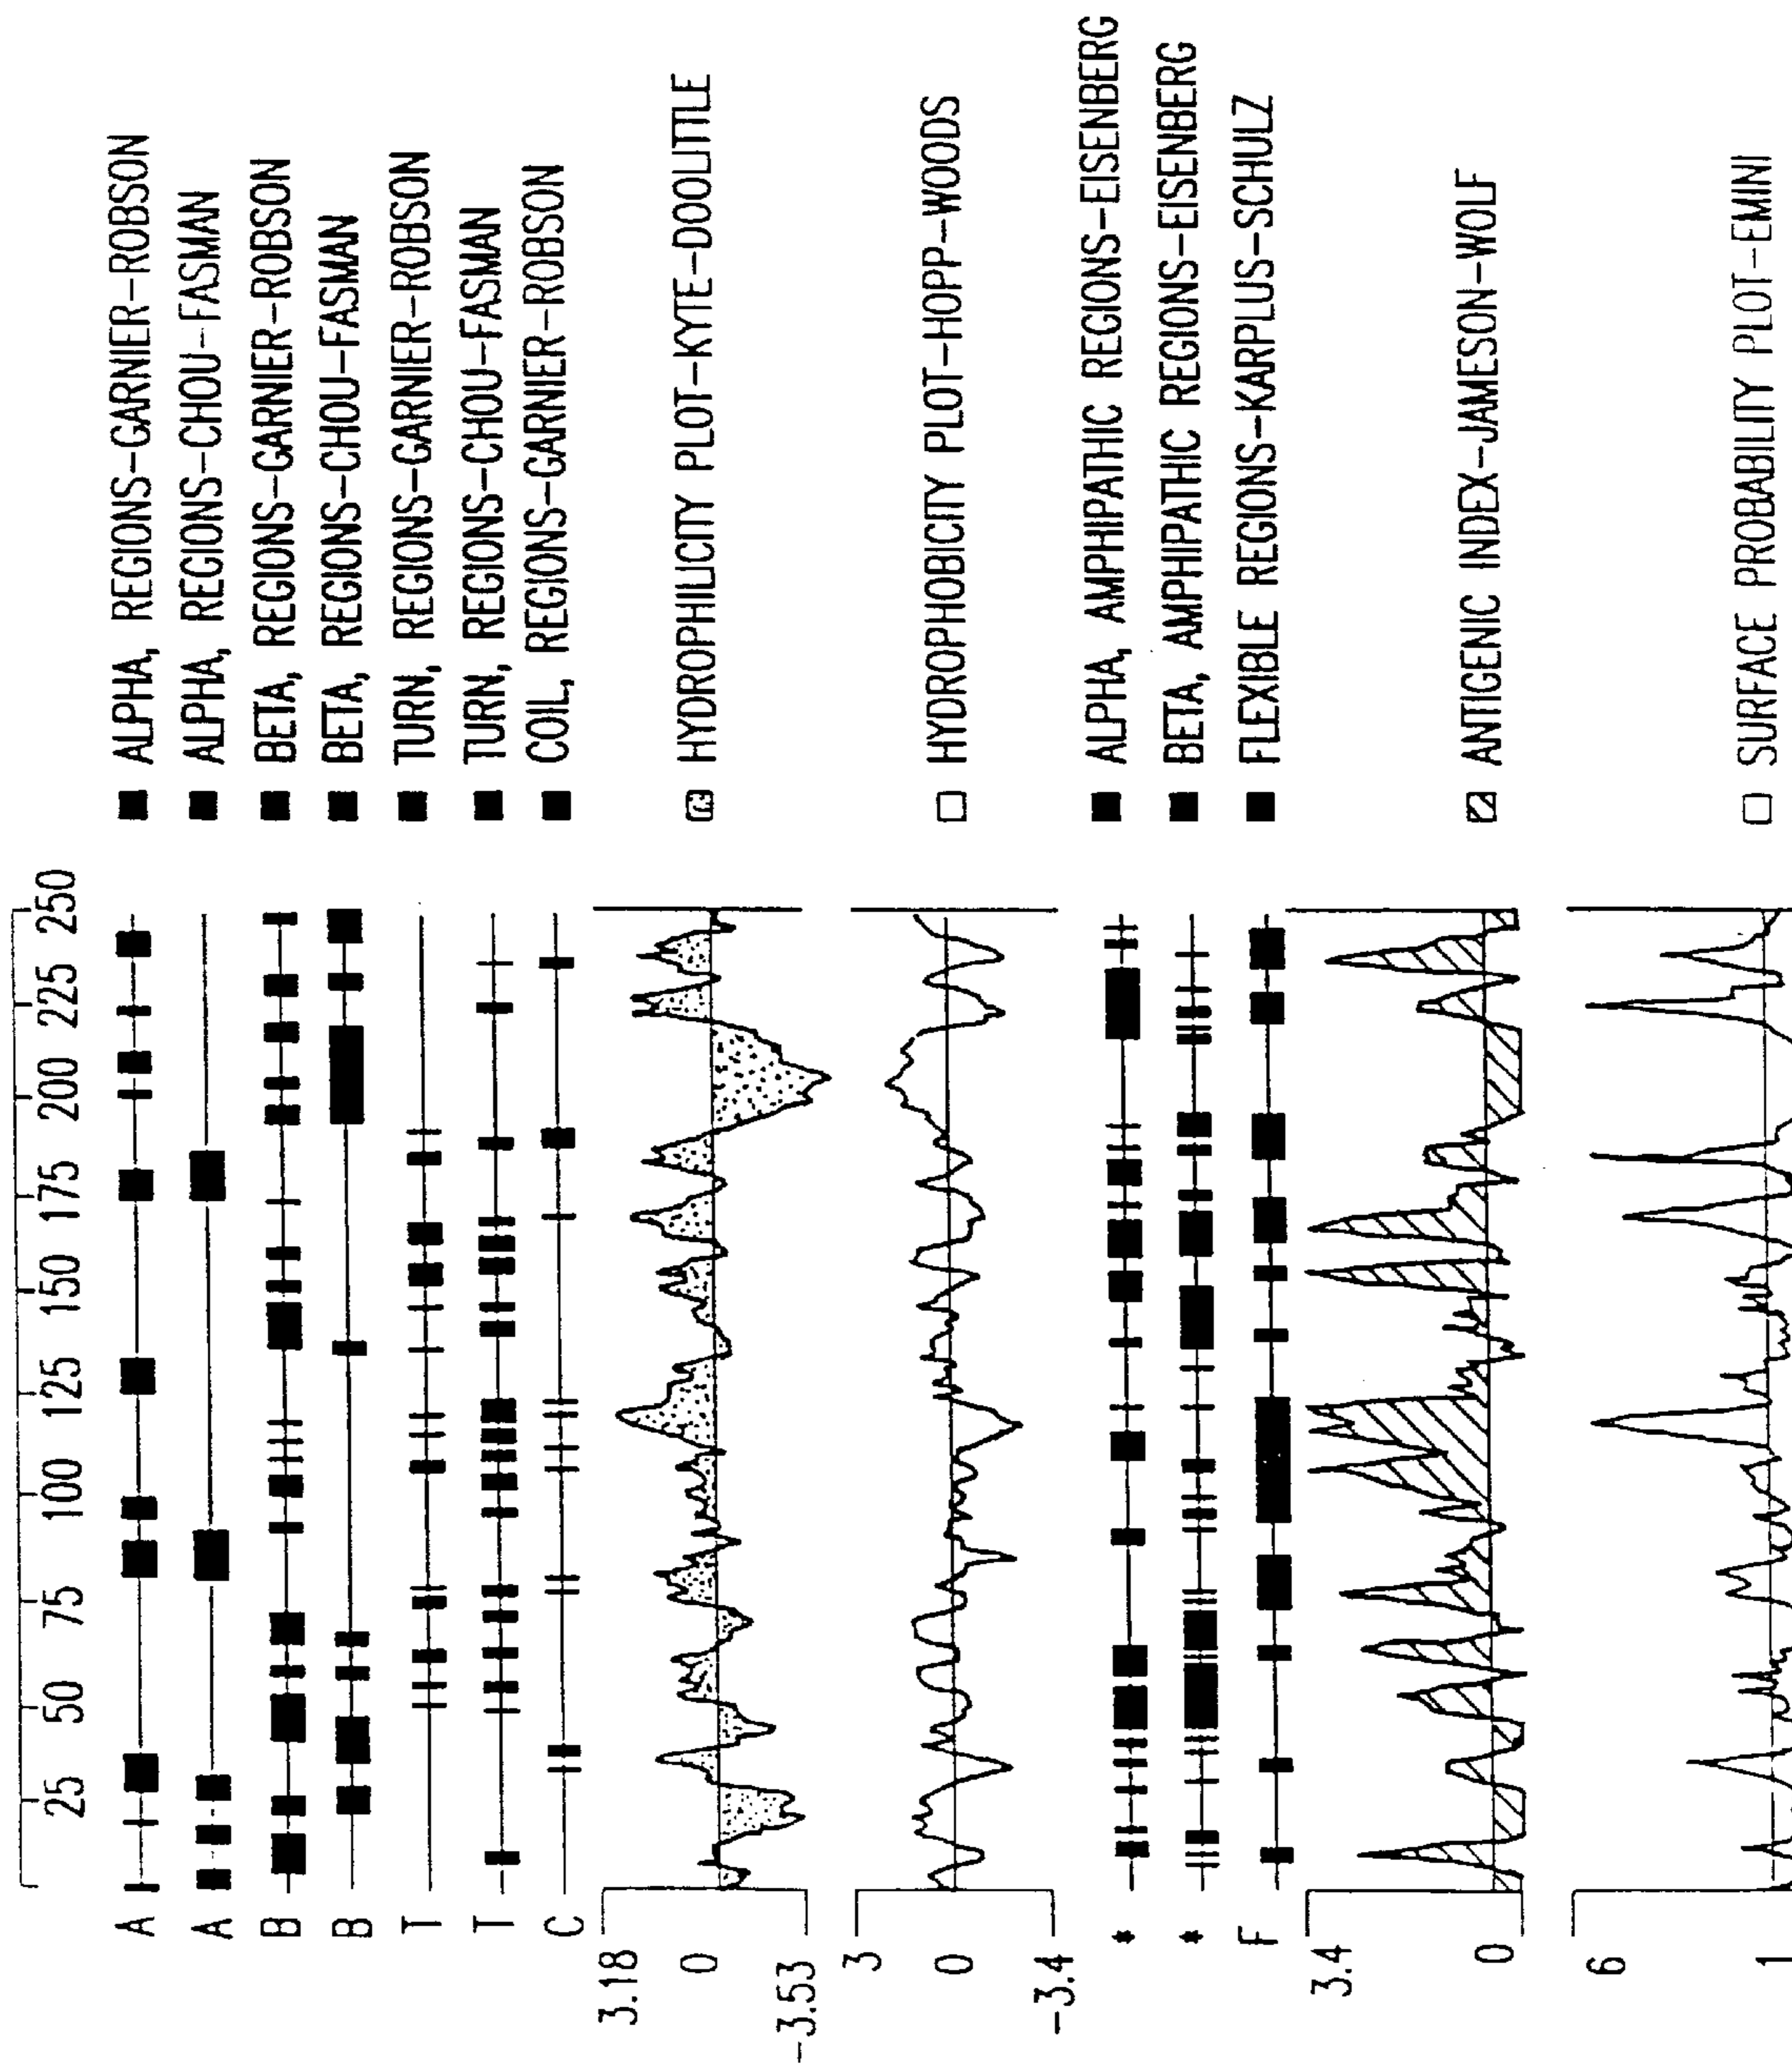 25 50 75 100 125 150 175 200 225 250
A ALPHA, REGIONS-GARNIER-ROBSON
A ALPHA, REGIONS-CHOU-FASMAN
B BETA, REGIONS-GARNIER-ROBSON
B BETA, REGIONS-CHOU-FASMAN
T TURN, REGIONS-GARNIER-ROBSON
T TURN, REGIONS-CHOU-FASMAN
C COIL, REGIONS-GARNIER-ROBSON
3.18
0 HYDROPHILICITY PLOT-KYTE-DOOLITTLE
-3.53
3
0 HYDROPHOBICITY PLOT-HOPP-WOODS
-3.4
* ALPHA, AMPHIPATHIC REGIONS-EISENBERG
* BETA, AMPHIPATHIC REGIONS-EISENBERG
F FLEXIBLE REGIONS-KARPLUS-SCHULZ
3.4
0 ANTIGENIC INDEX-JAMESON-WOLF
6
1 SURFACE PROBABILITY PLOT-EMINI